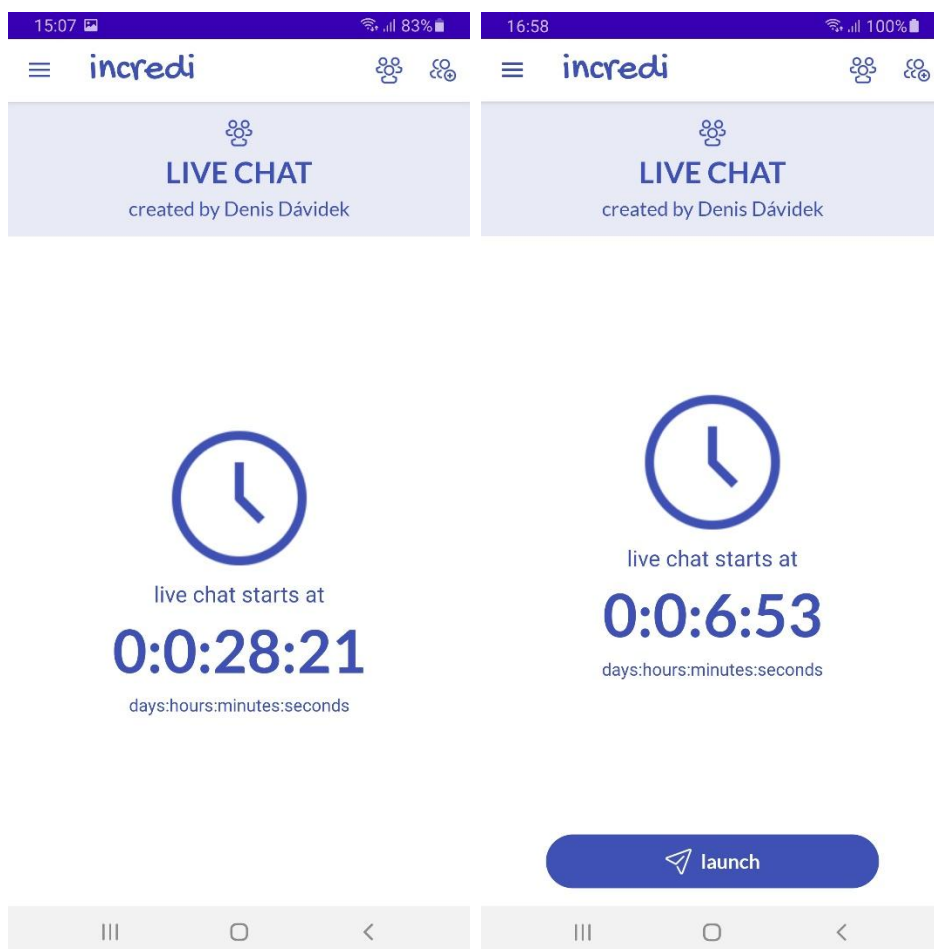 15:07 83%
incredi
LIVE CHAT
created by Denis Dávidek
live chat starts at
0:0:28:21
days:hours:minutes:seconds
16:58 100%
incredi
LIVE CHAT
created by Denis Dávidek
live chat starts at
0:0:6:53
days:hours:minutes:seconds
launch